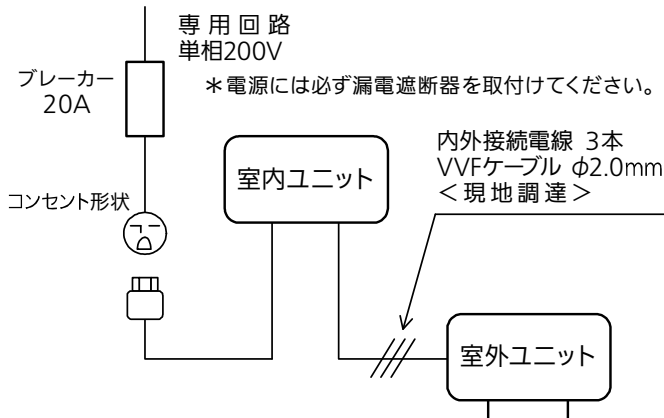 専用回路
単相200V
ブレーカー
20A
＊電源には必ず漏電遮断器を取付けてください。
内外接続電線 3本
VVFケーブル φ2.0mm
＜現地調達＞
室内ユニット
コンセント形状
室外ユニット